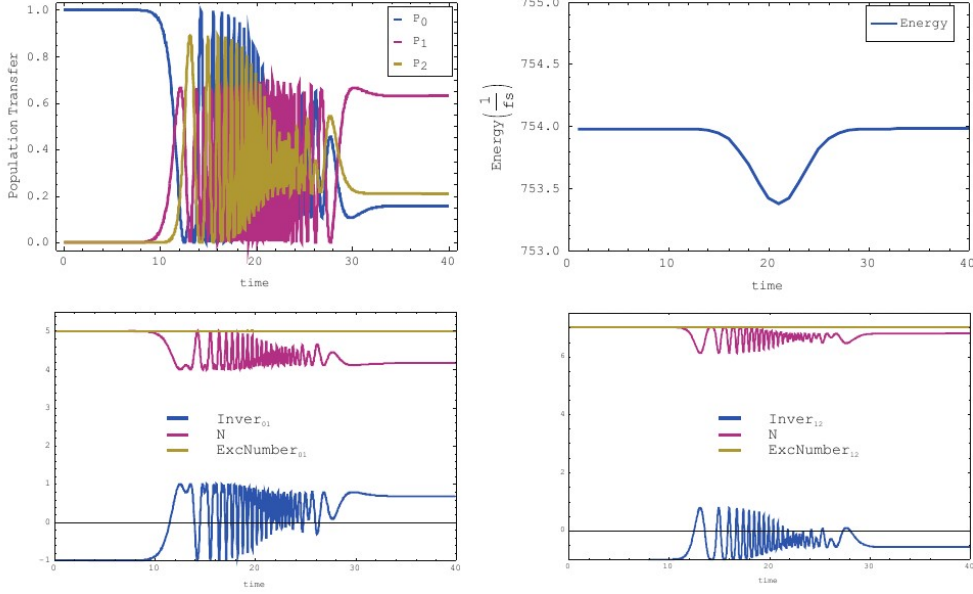 1.0
0.8
0.6
0.4
0.2
0.0
0
10
20
30
40
Population Transfer
time
P0
P1
P2
755.0
754.5
754.0
753.5
753.0
0
10
20
30
40
Energy(1/fs)
time
Energy
5
4
3
2
1
0
-1
0
10
20
30
40
time
Inver01
N
ExcNumber01
6
4
2
0
0
10
20
30
40
time
Inver12
N
ExcNumber12